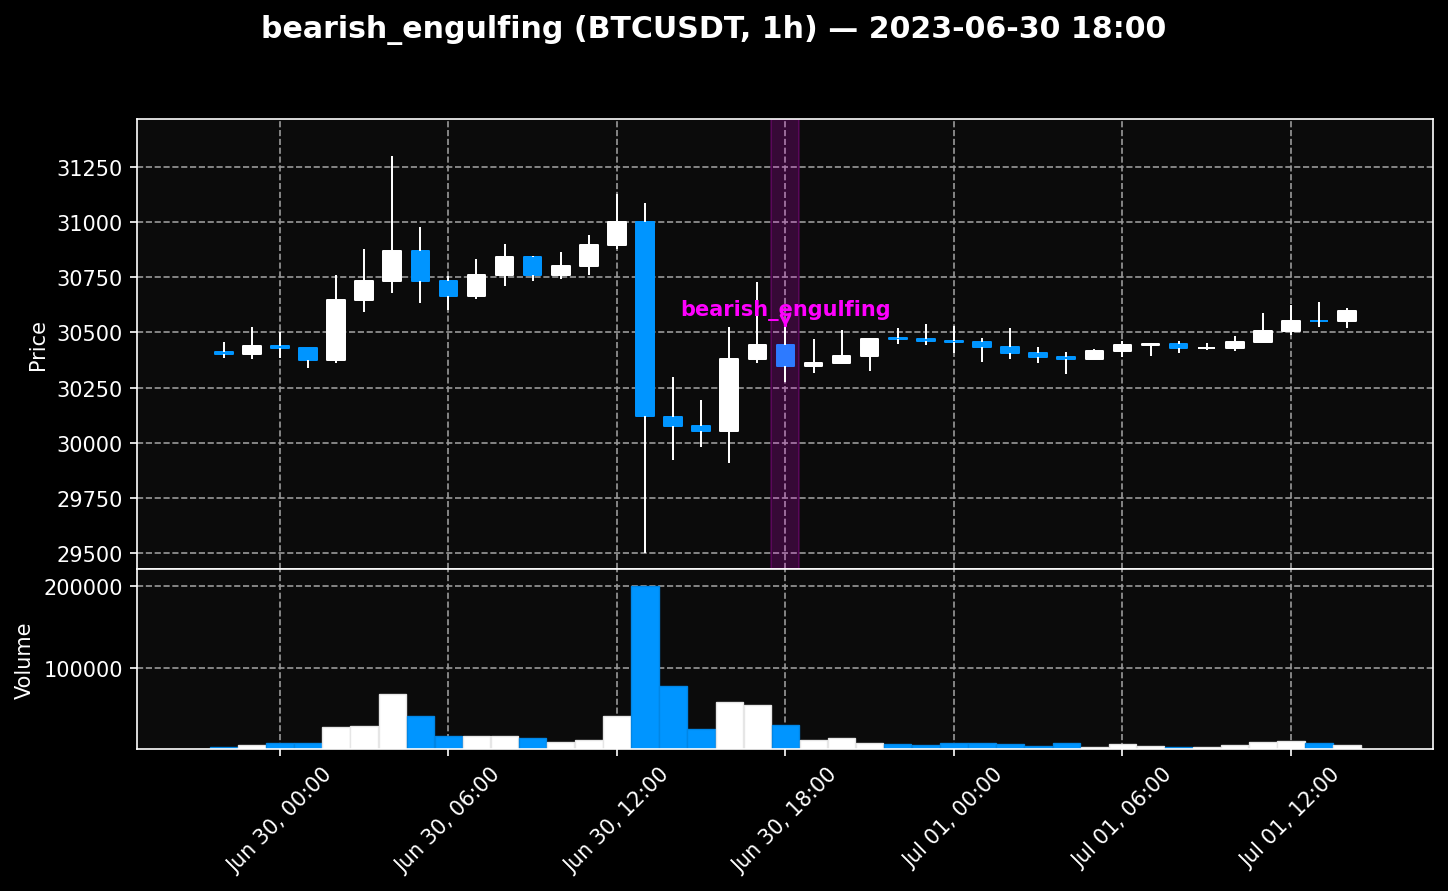 bearish_engulfing (BTCUSDT, 1h) — 2023-06-30 18:00
Price
31250
31000
30750
30500
30250
30000
29750
29500
bearish_engulfing
Volume
200000
100000
Jun 30, 00:00
Jun 30, 06:00
Jun 30, 12:00
Jun 30, 18:00
Jul 01, 00:00
Jul 01, 06:00
Jul 01, 12:00